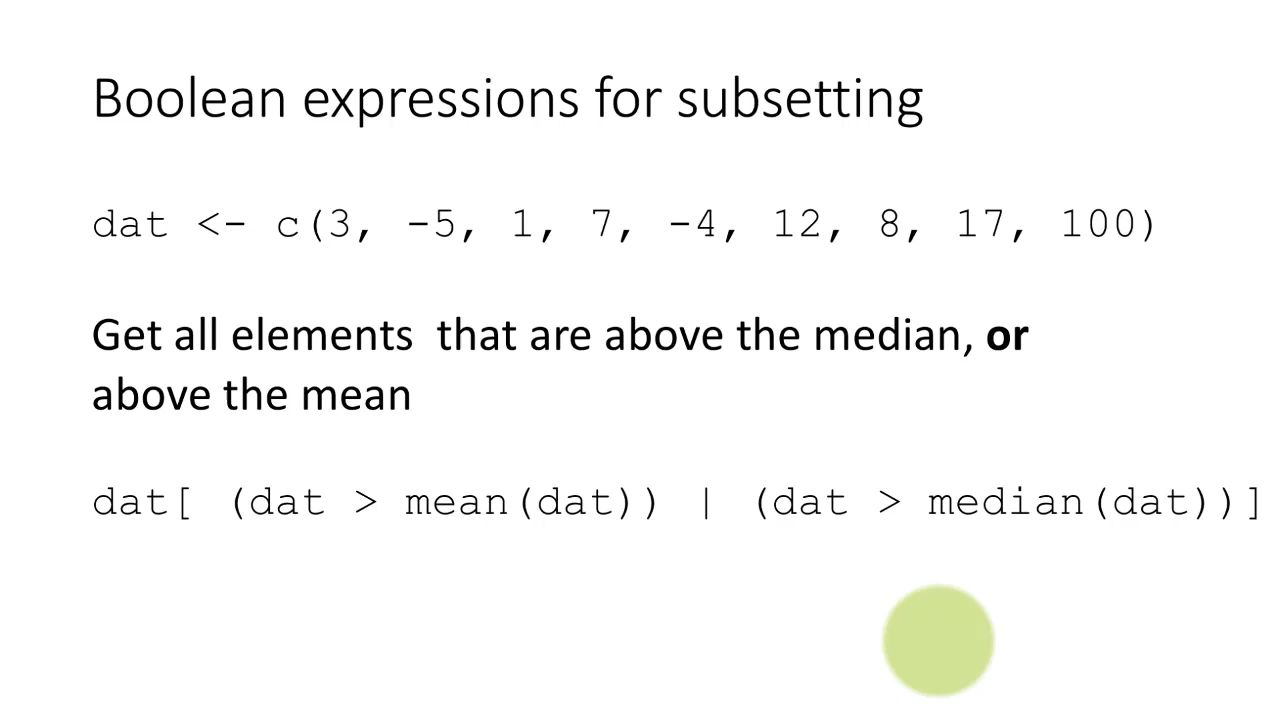 Boolean expressions for subsetting
dat <- c(3, -5, 1, 7, -4, 12, 8, 17, 100)
Get all elements  that are above the median, or
above the mean
dat[ (dat > mean(dat)) | (dat > median(dat))]